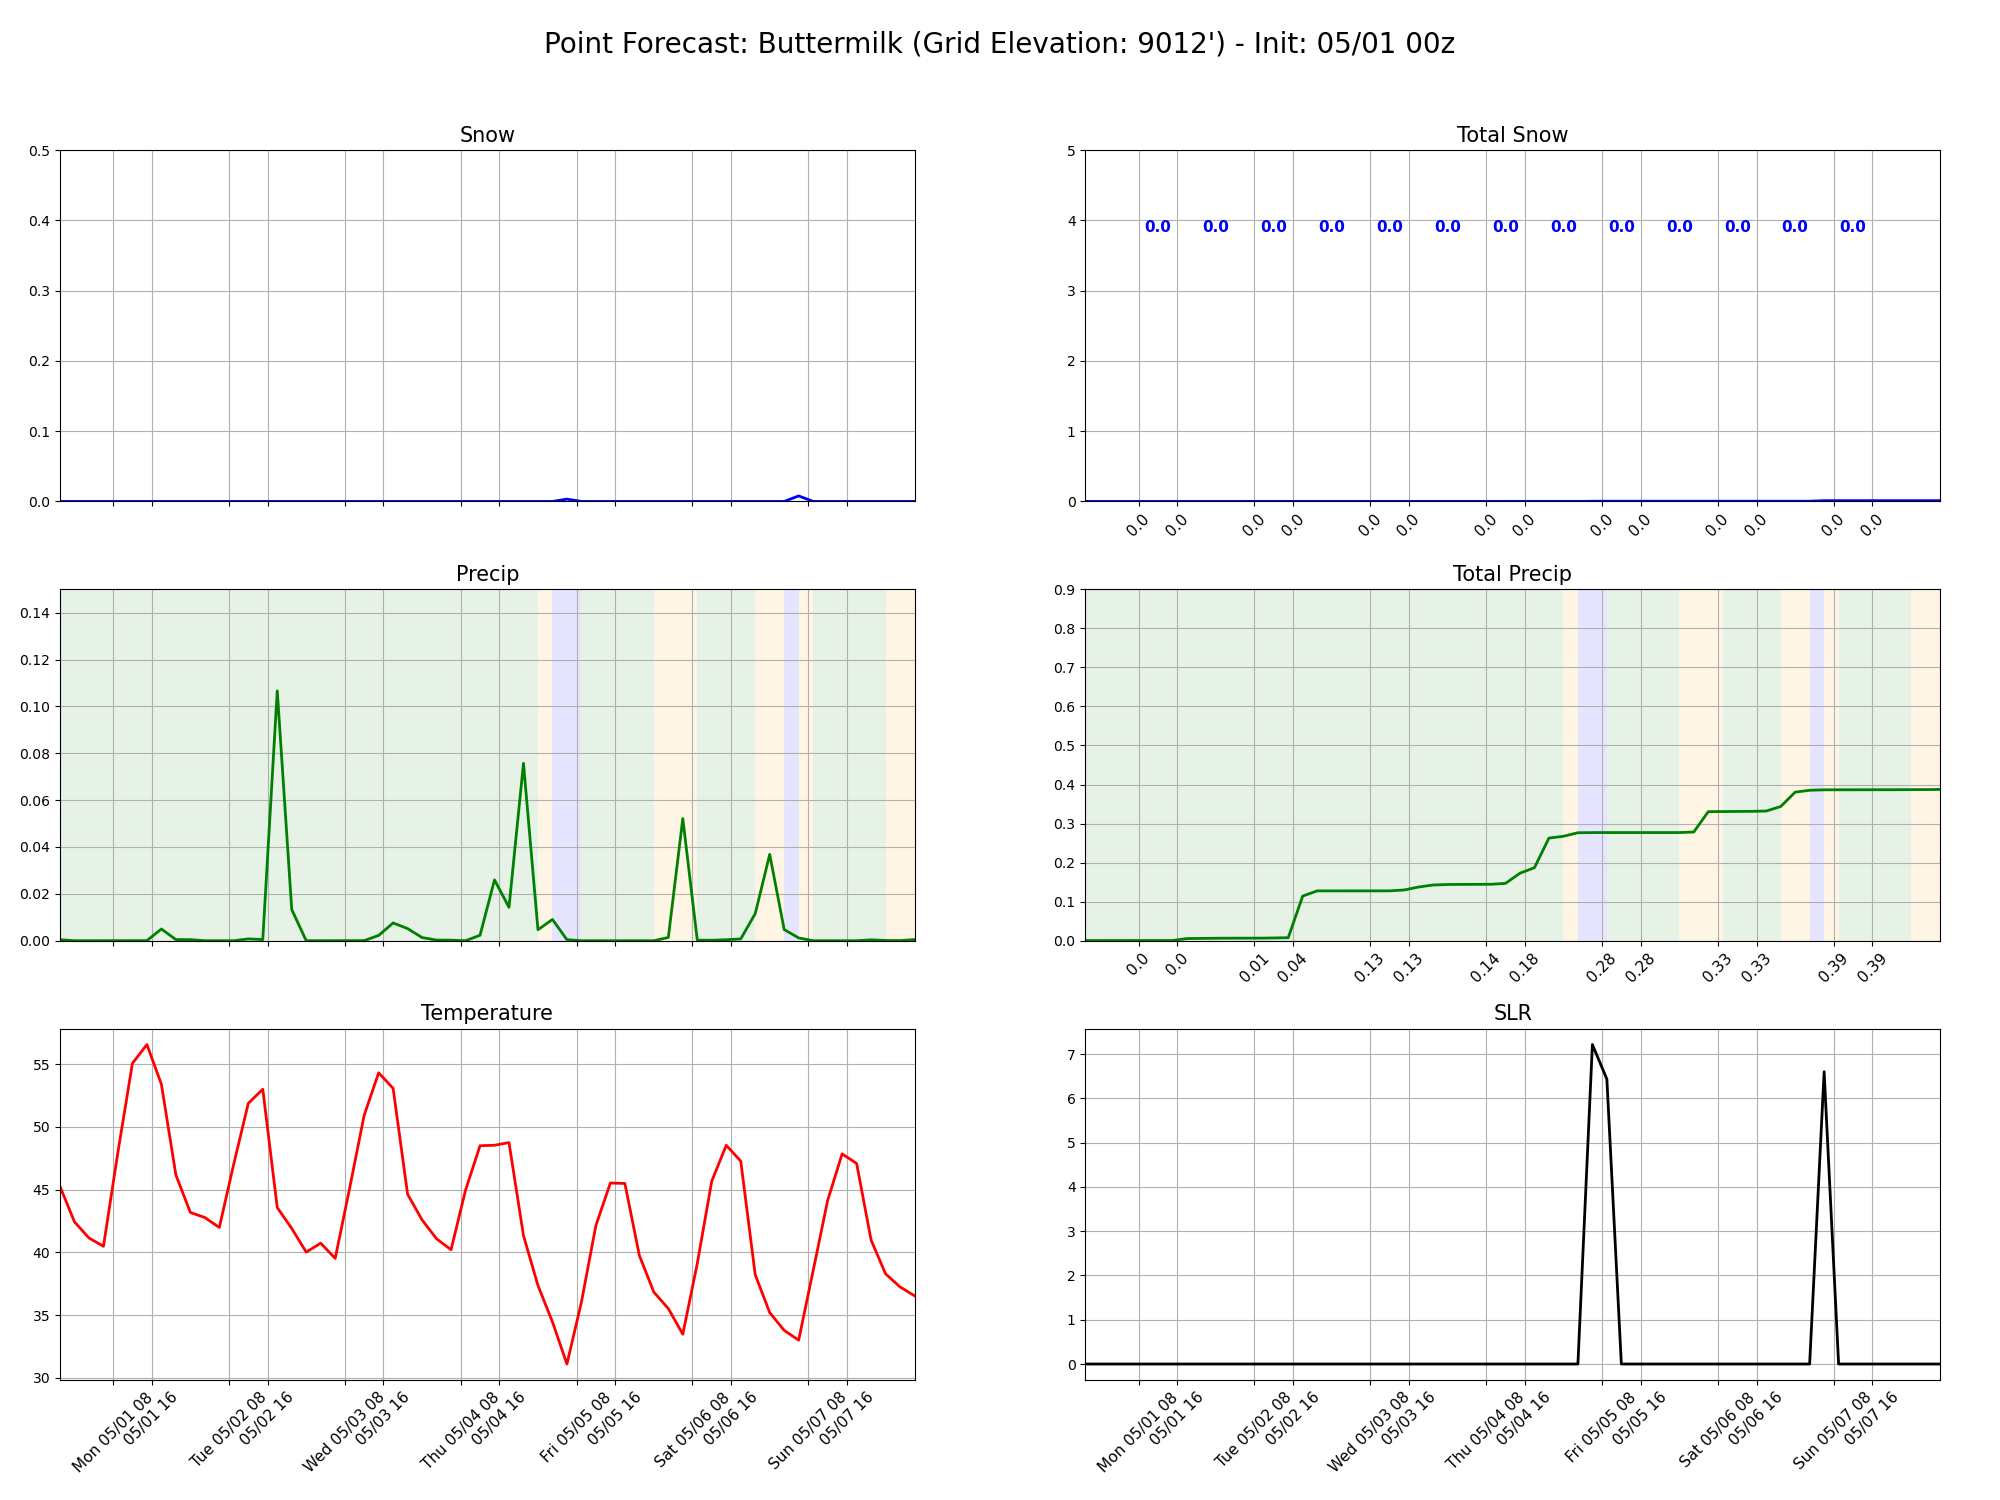 Point Forecast: Buttermilk (Grid Elevation: 9012') - Init: 05/01 00z
Snow
0.5
0.4
0.3
0.2
0.1
0.0
Total Snow
5
4
3
2
1
0
0.0 0.0 0.0 0.0 0.0 0.0 0.0 0.0 0.0 0.0 0.0 0.0 0.0
0.0 0.0 0.0 0.0 0.0 0.0 0.0 0.0 0.0 0.0 0.0 0.0 0.0 0.0
Precip
0.14
0.12
0.10
0.08
0.06
0.04
0.02
0.00
Total Precip
0.9
0.8
0.7
0.6
0.5
0.4
0.3
0.2
0.1
0.0
0.0 0.0 0.01 0.04 0.13 0.13 0.14 0.18 0.28 0.28 0.33 0.33 0.39 0.39
Temperature
55
50
45
40
35
30
Mon 05/01 08
05/01 16
Tue 05/02 08
05/02 16
Wed 05/03 08
05/03 16
Thu 05/04 08
05/04 16
Fri 05/05 08
05/05 16
Sat 05/06 08
05/06 16
Sun 05/07 08
05/07 16
SLR
7
6
5
4
3
2
1
0
Mon 05/01 08
05/01 16
Tue 05/02 08
05/02 16
Wed 05/03 08
05/03 16
Thu 05/04 08
05/04 16
Fri 05/05 08
05/05 16
Sat 05/06 08
05/06 16
Sun 05/07 08
05/07 16